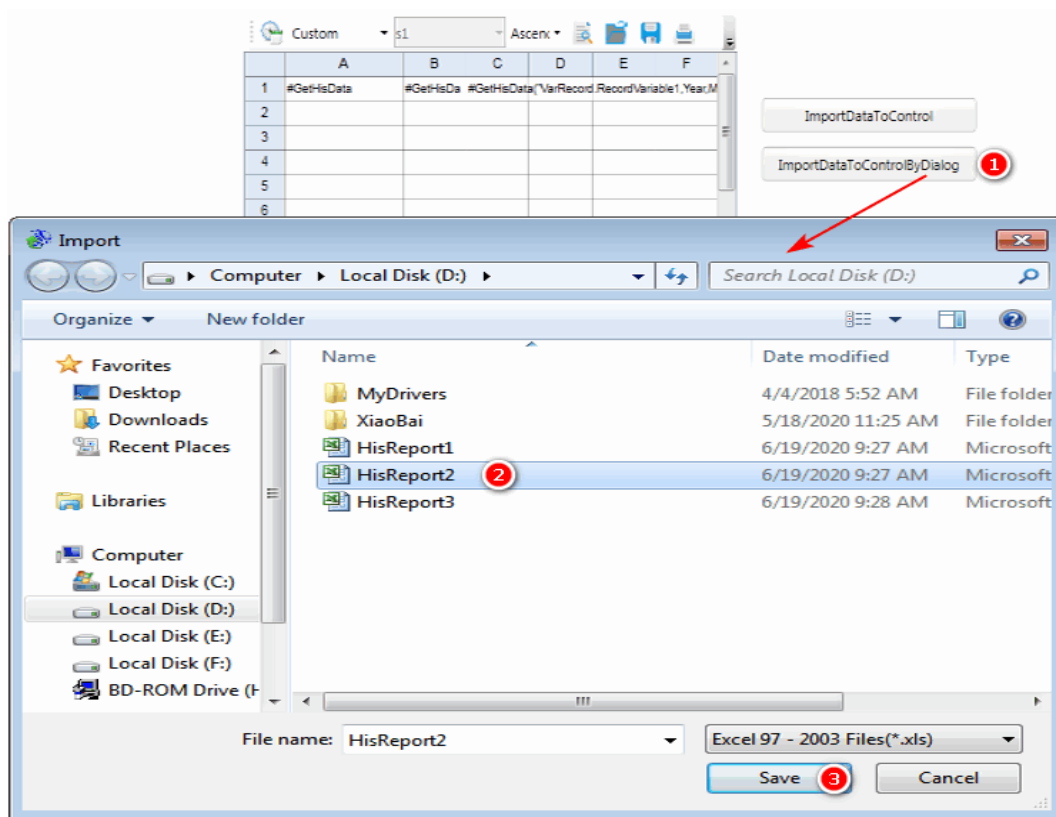 Custom s1 Ascenc
A B C D E F
1 #GetHisData #GetHisDa #GetHisData("VarRecord.RecordVariable1,Year,M
2
3
4
5
6
ImportDataToControl
ImportDataToControlByDialog 1
Import
Computer Local Disk (D:) Search Local Disk (D:)
Organize New folder
Favorites
Desktop
Downloads
Recent Places
Libraries
Computer
Local Disk (C:)
Local Disk (D:)
Local Disk (E:)
Local Disk (F:)
BD-ROM Drive (H
Name Date modified Type
MyDrivers 4/4/2018 5:52 AM File folder
XiaoBai 5/18/2020 11:25 AM File folder
HisReport1 6/19/2020 9:27 AM Microsoft
HisReport2 2 6/19/2020 9:27 AM Microsoft
HisReport3 6/19/2020 9:28 AM Microsoft
File name: HisReport2 Excel 97 - 2003 Files(*.xls)
Save 3 Cancel